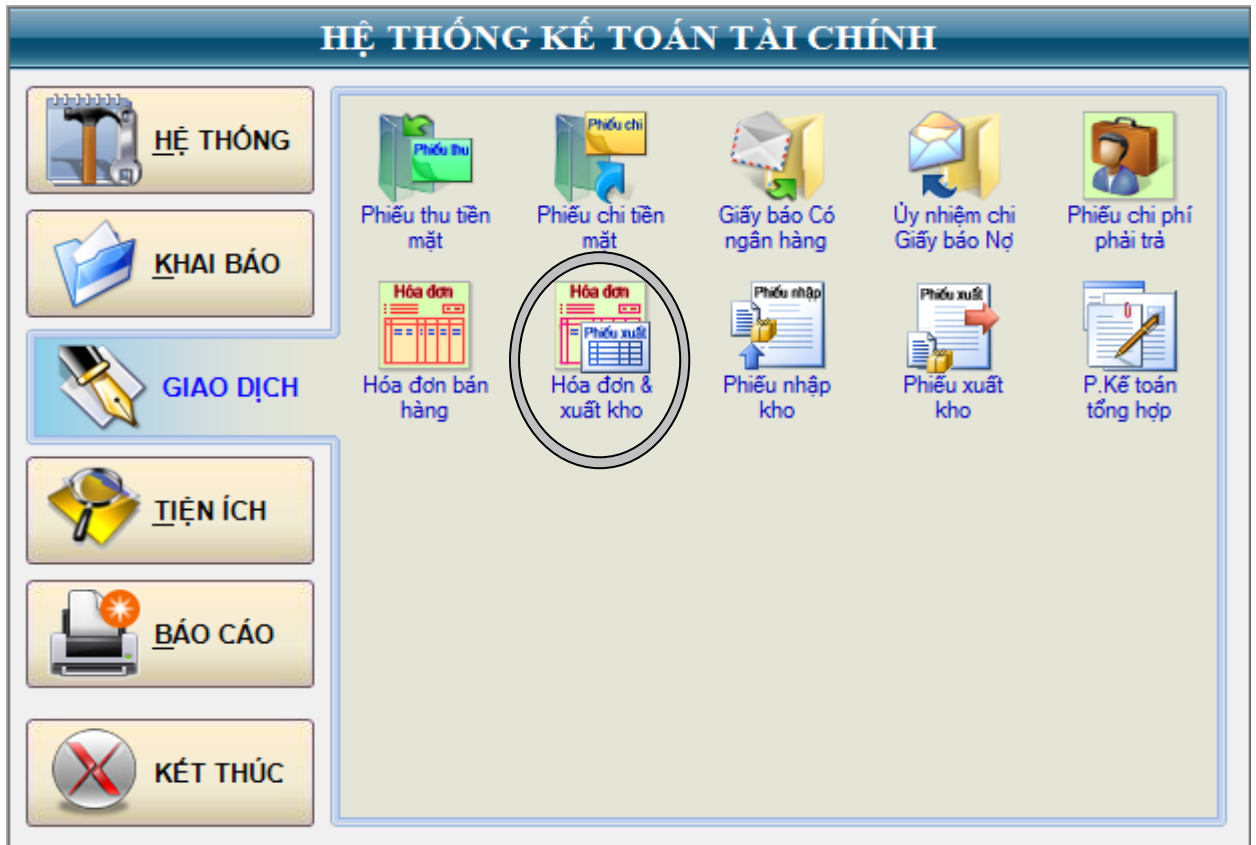 HỆ THỐNG KẾ TOÁN TÀI CHÍNH
HỆ THỐNG
KHAI BÁO
GIAO DỊCH
TIỆN ÍCH
BÁO CÁO
KẾT THÚC
Phiếu thu
Phiếu thu tiền
mặt
Phiếu chi
Phiếu chi tiền
mặt
Giấy báo Có
ngân hàng
Ủy nhiệm chi
Giấy báo Nợ
Phiếu chi phí
phải trả
Hóa đơn
Hóa đơn bán
hàng
Hóa đơn
Phiếu xuất
Hóa đơn &
xuất kho
Phiếu nhập
Phiếu nhập
kho
Phiếu xuất
Phiếu xuất
kho
P.Kế toán
tổng hợp